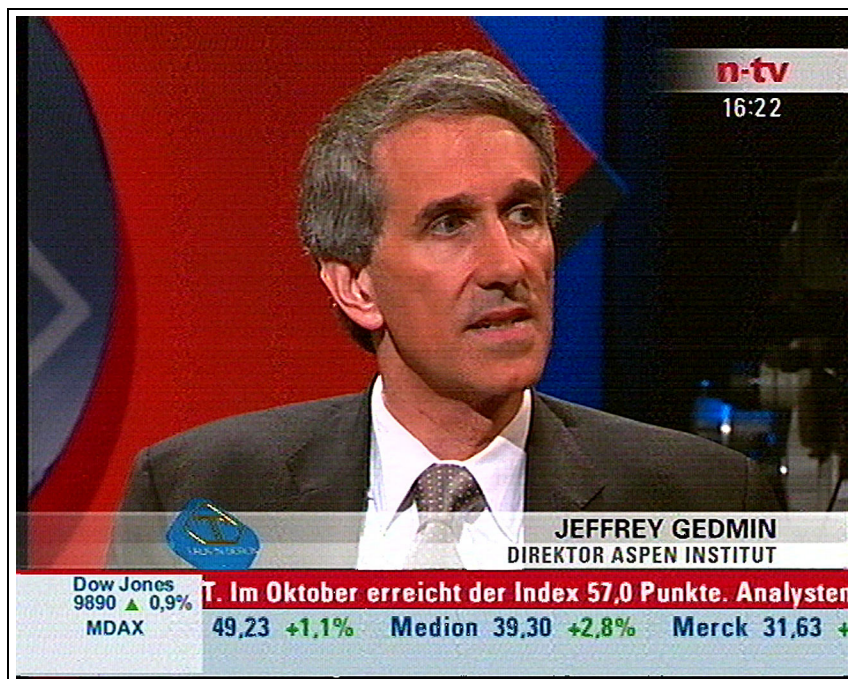 n-tv
16:22
JEFFREY GEDMIN
DIREKTOR ASPEN INSTITUT
Dow Jones
9890 ▲ 0,9%
T. Im Oktober erreicht der Index 57,0 Punkte. Analysten
MDAX 49,23 +1,1% Medion 39,30 +2,8% Merck 31,63 +